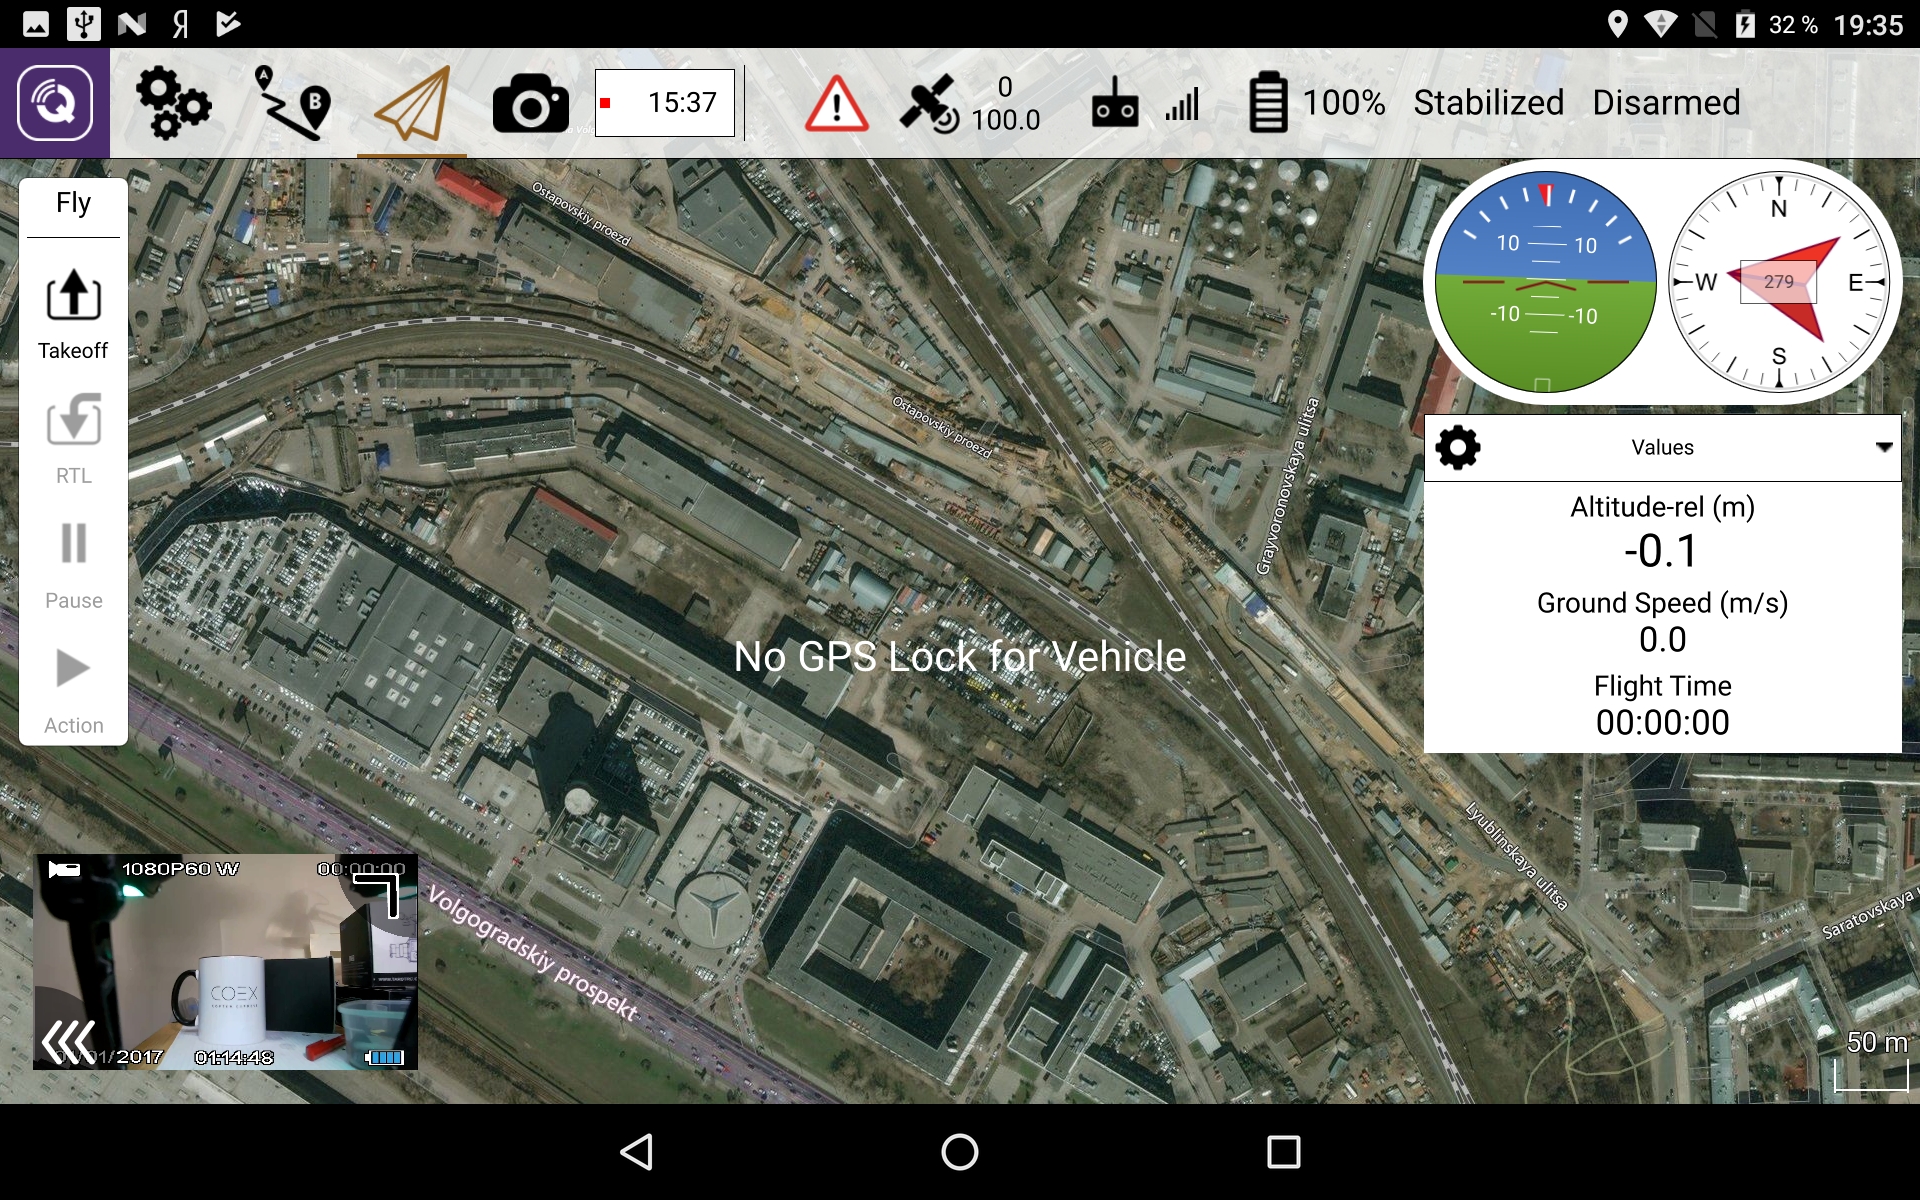 32 % 19:35
A
B
15:37
0
100.0
100% Stabilized Disarmed
Fly
Takeoff
RTL
Pause
Action
Ostapovskiy proezd
Ostapovskiy proezd
Grayvoronovskaya ulitsa
No GPS Lock for Vehicle
Volgogradskiy prospekt
Lyublinskaya ulitsa
Saratovskaya
10 10
-10 -10
N
W 279 E
S
Values
Altitude-rel (m)
-0.1
Ground Speed (m/s)
0.0
Flight Time
00:00:00
1080P60 W 00:00:00
COEX
01/2017 01:14:48
50 m